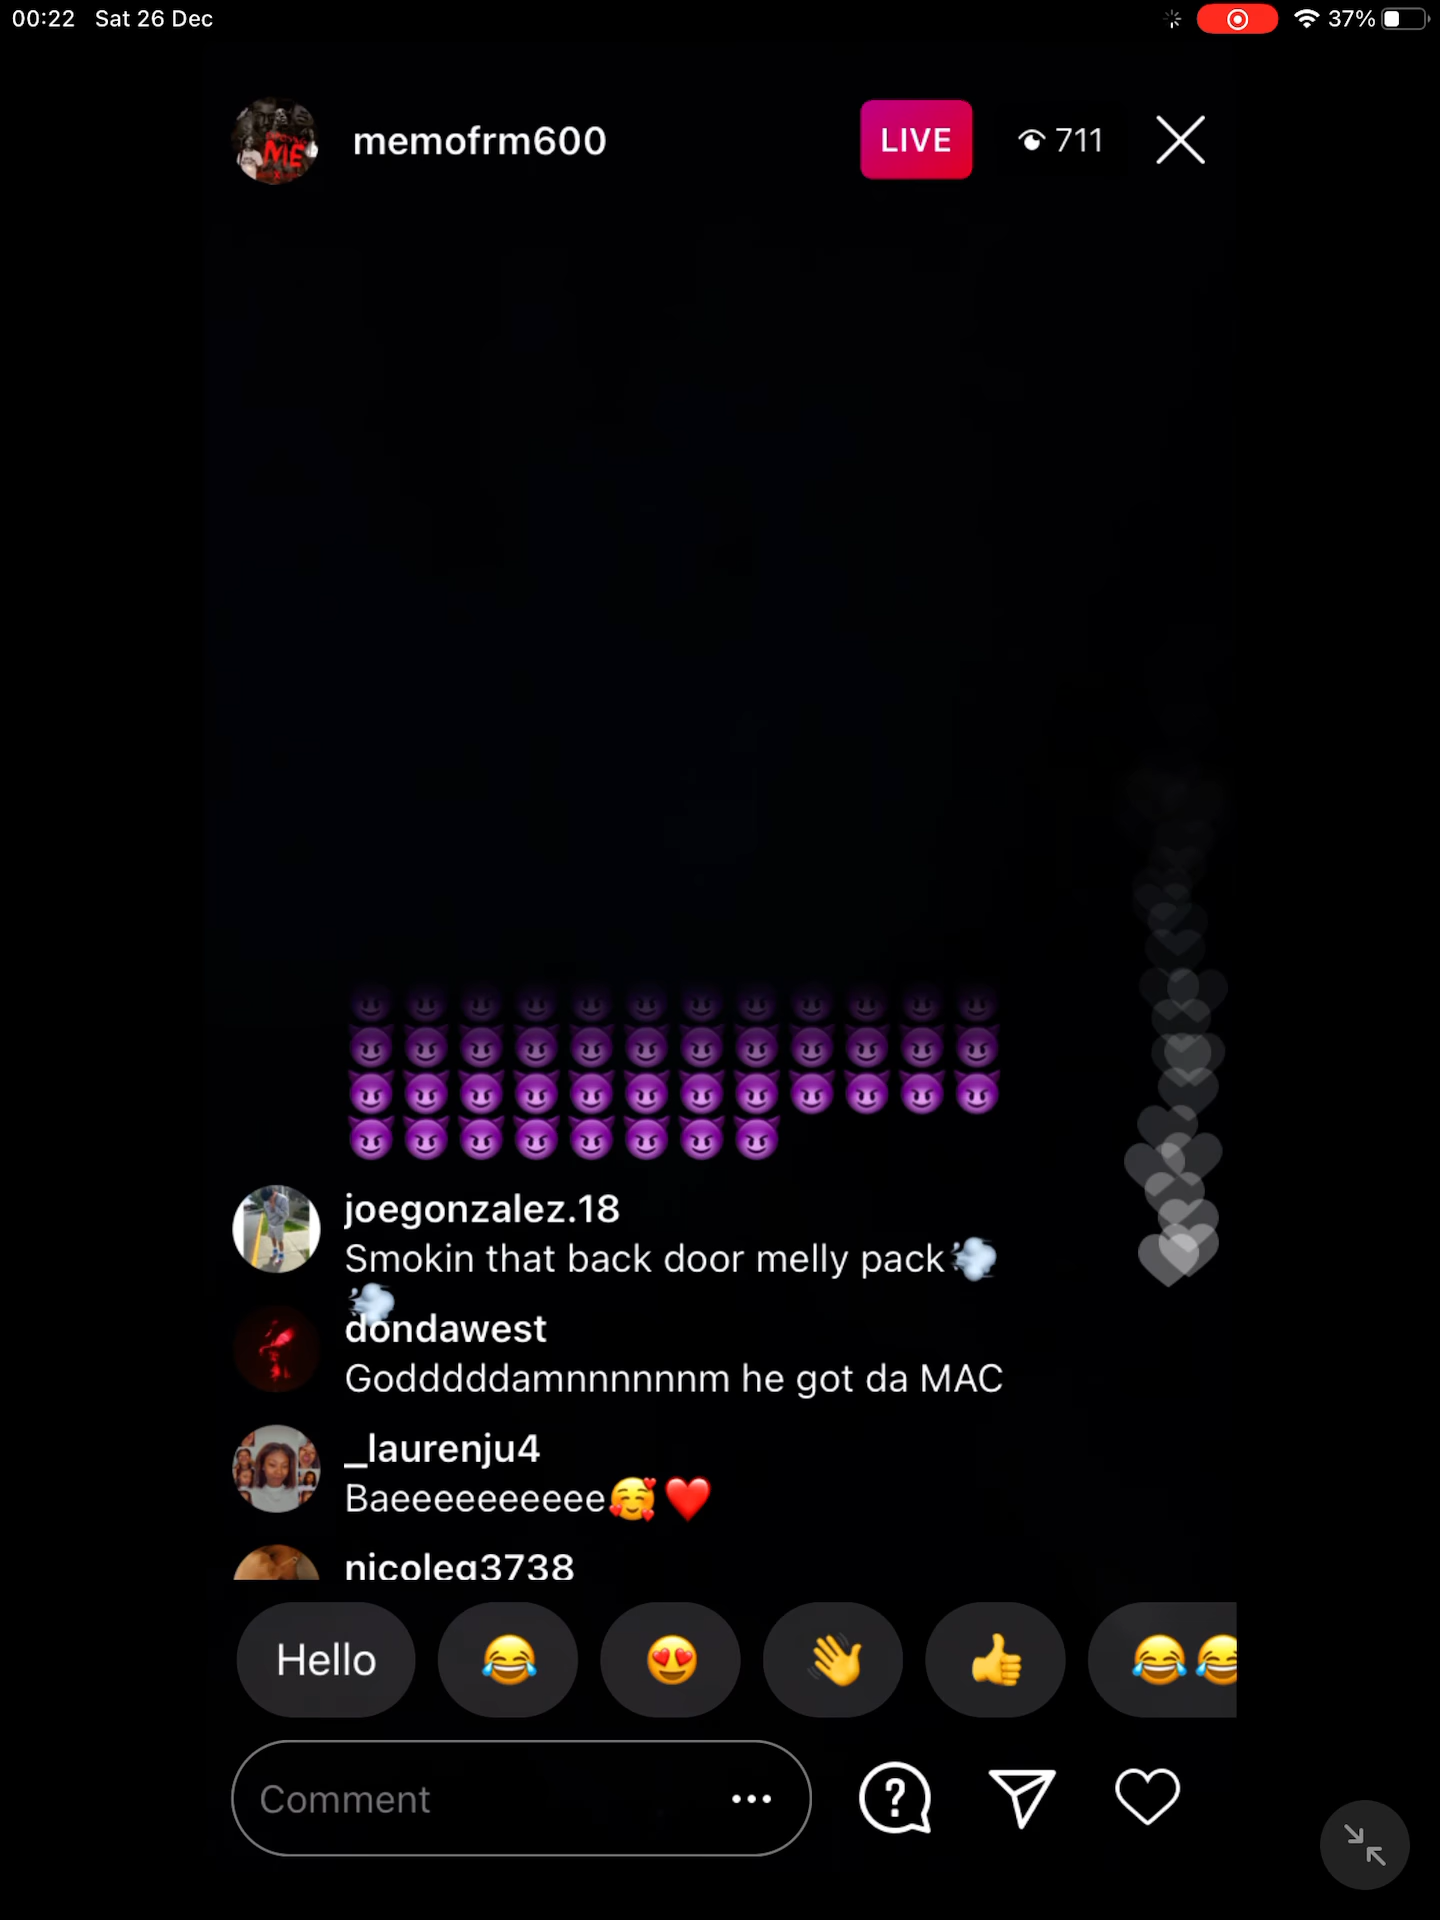 00:22 Sat 26 Dec 37%
ME
memofrm600 LIVE 711
😈😈😈😈😈😈😈😈😈😈😈😈
😈😈😈😈😈😈😈😈😈😈😈😈
😈😈😈😈😈😈😈😈😈😈😈😈
😈😈😈😈😈😈😈😈
joegonzalez.18
Smokin that back door melly pack💨
💨
dondawest
Godddddamnnnnnnm he got da MAC
_laurenju4
Baeeeeeeeeee🥰❤️
nicoleg3738
Hello 😂 😍 👋 👍 😂😂
Comment